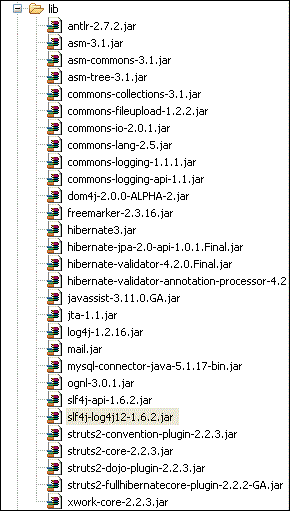 lib
antlr-2.7.2.jar
asm-3.1.jar
asm-commons-3.1.jar
asm-tree-3.1.jar
commons-collections-3.1.jar
commons-fileupload-1.2.2.jar
commons-io-2.0.1.jar
commons-lang-2.5.jar
commons-logging-1.1.1.jar
commons-logging-api-1.1.jar
dom4j-2.0.0-ALPHA-2.jar
freemarker-2.3.16.jar
hibernate3.jar
hibernate-jpa-2.0-api-1.0.1.Final.jar
hibernate-validator-4.2.0.Final.jar
hibernate-validator-annotation-processor-4.2
javassist-3.11.0.GA.jar
jta-1.1.jar
log4j-1.2.16.jar
mail.jar
mysql-connector-java-5.1.17-bin.jar
ognl-3.0.1.jar
slf4j-api-1.6.2.jar
slf4j-log4j12-1.6.2.jar
struts2-convention-plugin-2.2.3.jar
struts2-core-2.2.3.jar
struts2-dojo-plugin-2.2.3.jar
struts2-fullhibernatecore-plugin-2.2.2-GA.jar
xwork-core-2.2.3.jar